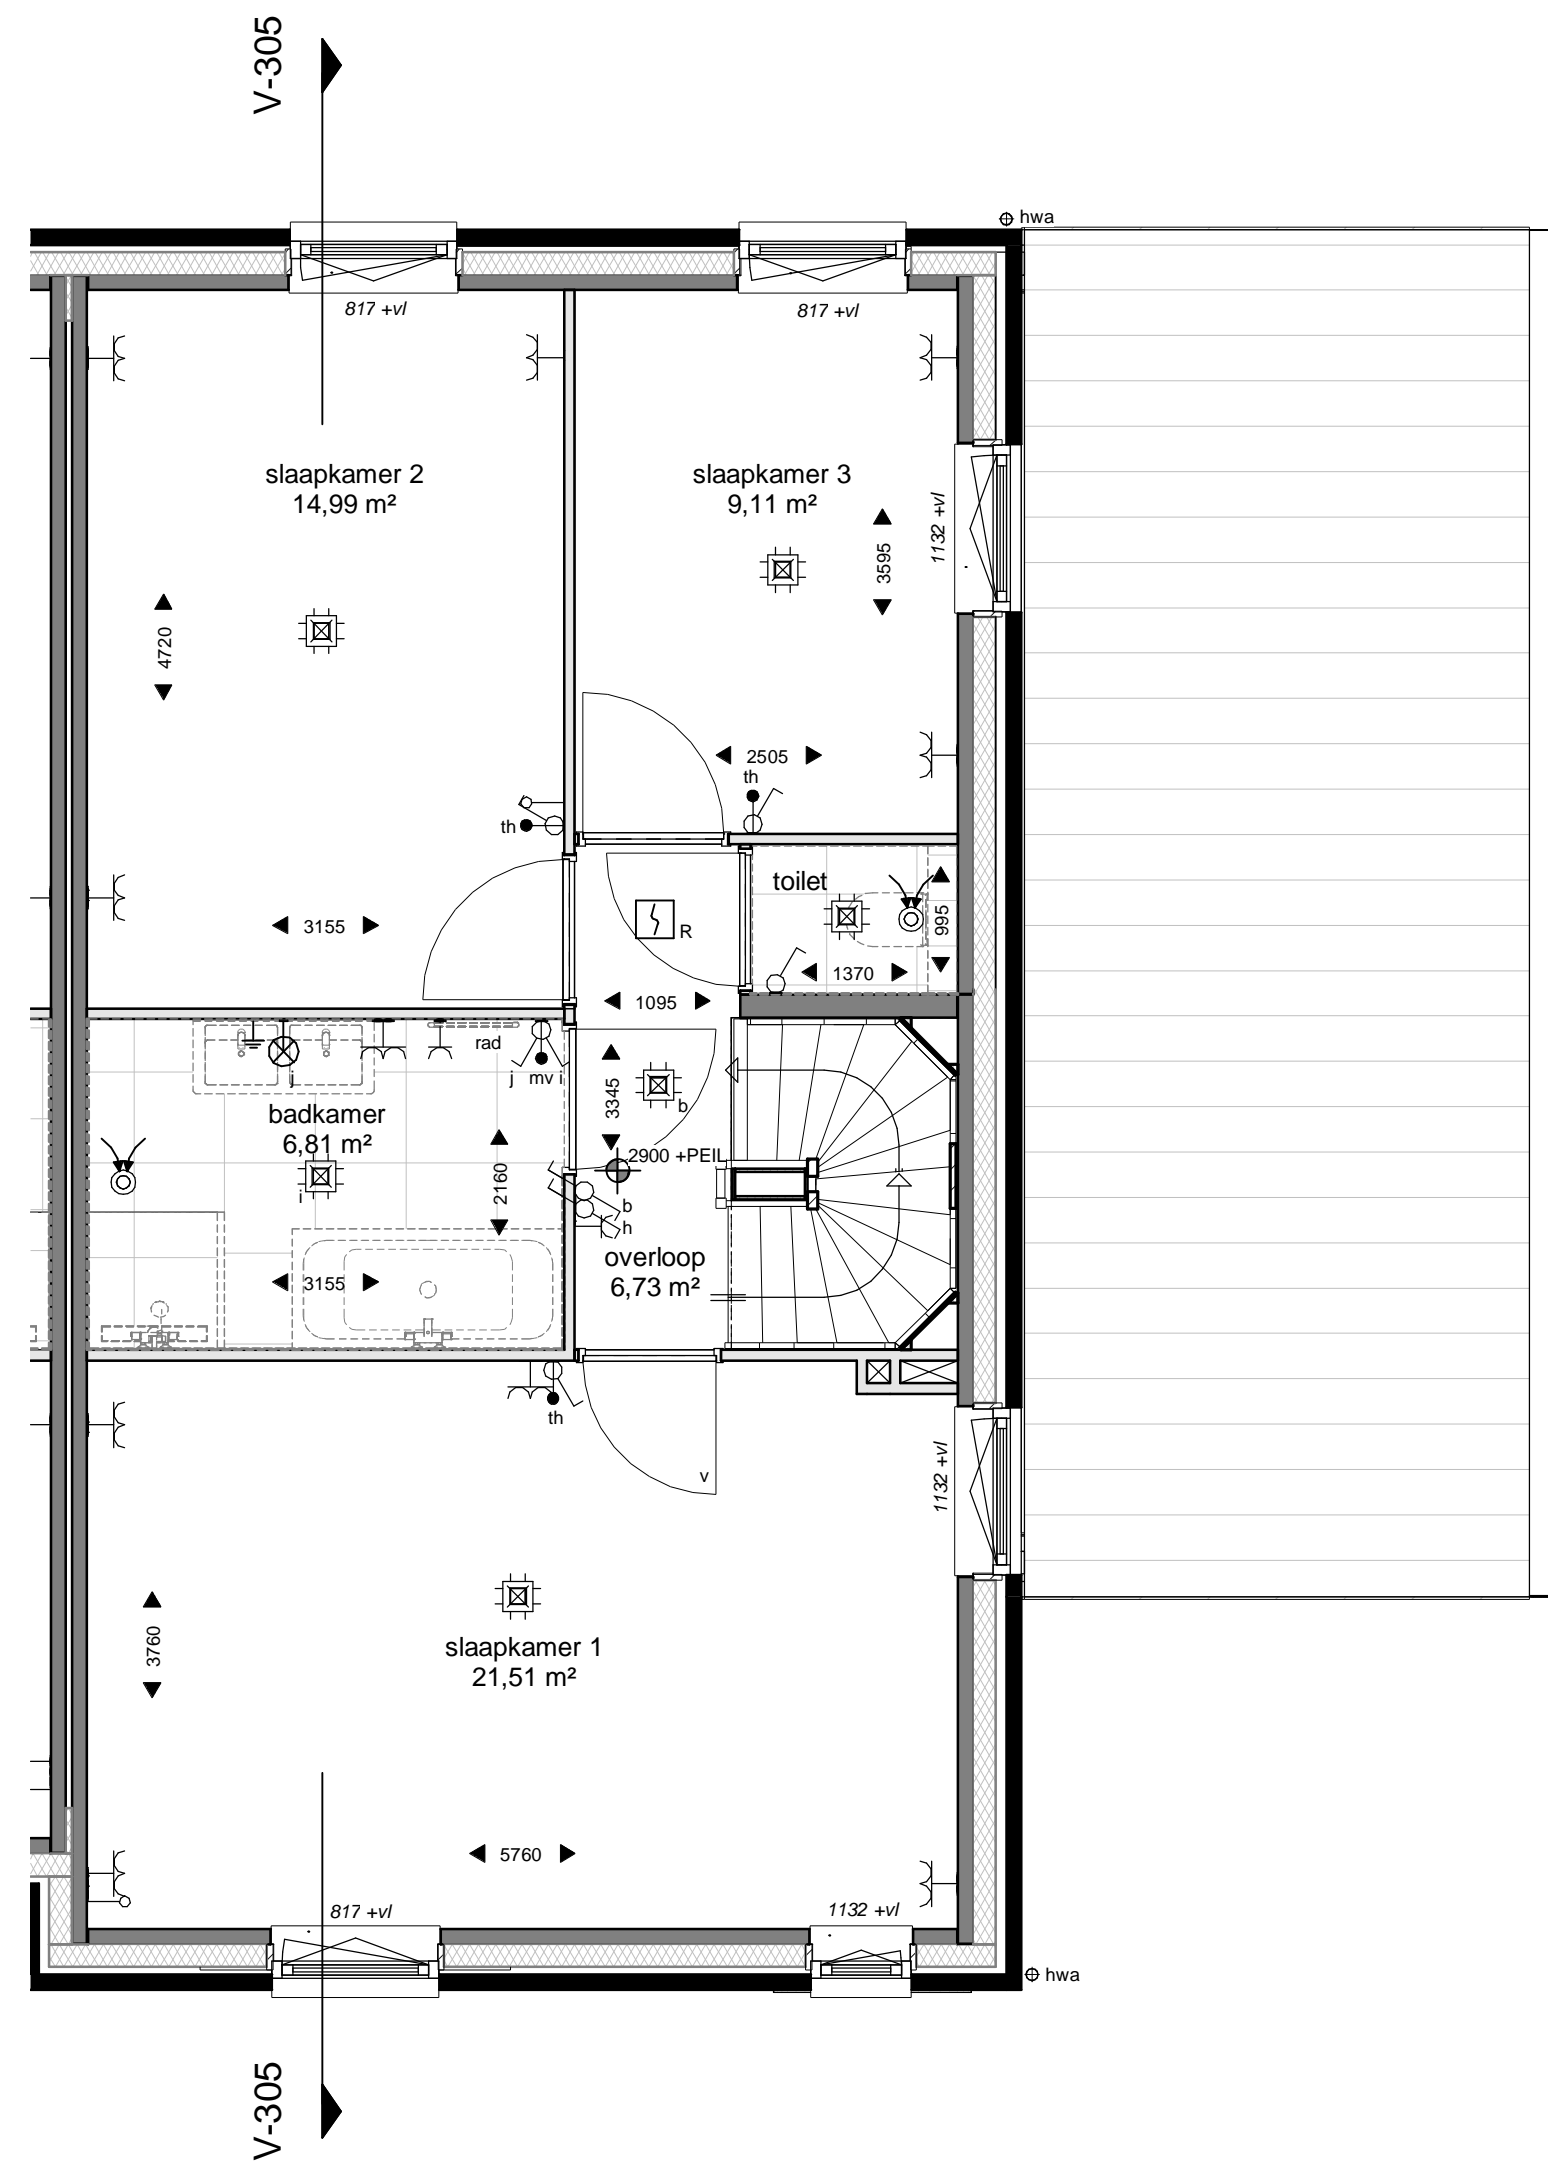 V-305
hwa
817 +vl
817 +vl
slaapkamer 2
14,99 m²
slaapkamer 3
9,11 m²
1132 +vl
3595
4720
2505
th
th
toilet
995
3155
R
1370
1095
rad
j
mv
i
j
3345
b
badkamer
6,81 m²
2900 +PEIL
2160
i
b
h
overloop
6,73 m²
3155
th
v
1132 +vl
3760
slaapkamer 1
21,51 m²
5760
817 +vl
1132 +vl
hwa
V-305